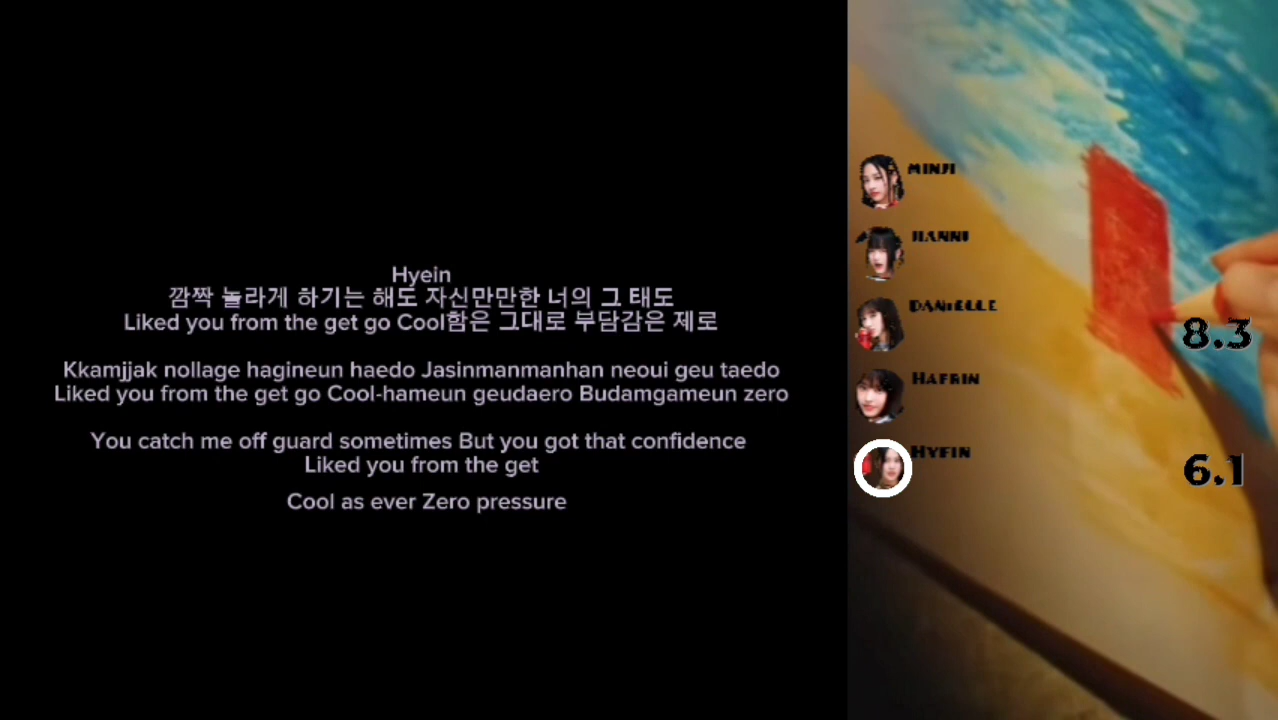 Hyein
깜짝 놀라게 하기는 해도 자신만만한 너의 그 태도
Liked you from the get go Cool함은 그대로 부담감은 제로
Kkamjjak nollage hagineun haedo Jasinmanmanhan neoui geu taedo
Liked you from the get go Cool-hameun geudaero Budamgameun zero
You catch me off guard sometimes But you got that confidence
Liked you from the get
Cool as ever Zero pressure
MINJI
HANNI
DANIELLE
8.3
HAERIN
HYEIN
6.1